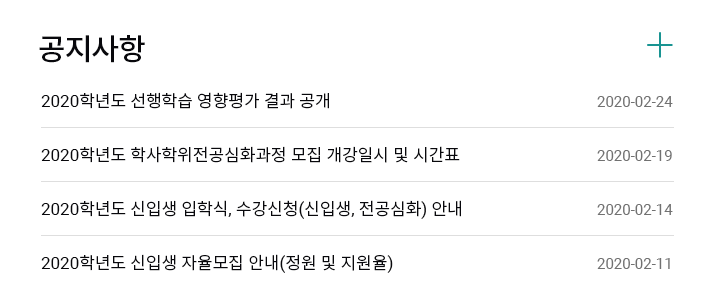 공지사항
2020학년도 선행학습 영향평가 결과 공개 2020-02-24
2020학년도 학사학위전공심화과정 모집 개강일시 및 시간표 2020-02-19
2020학년도 신입생 입학식, 수강신청(신입생, 전공심화) 안내 2020-02-14
2020학년도 신입생 자율모집 안내(정원 및 지원율) 2020-02-11